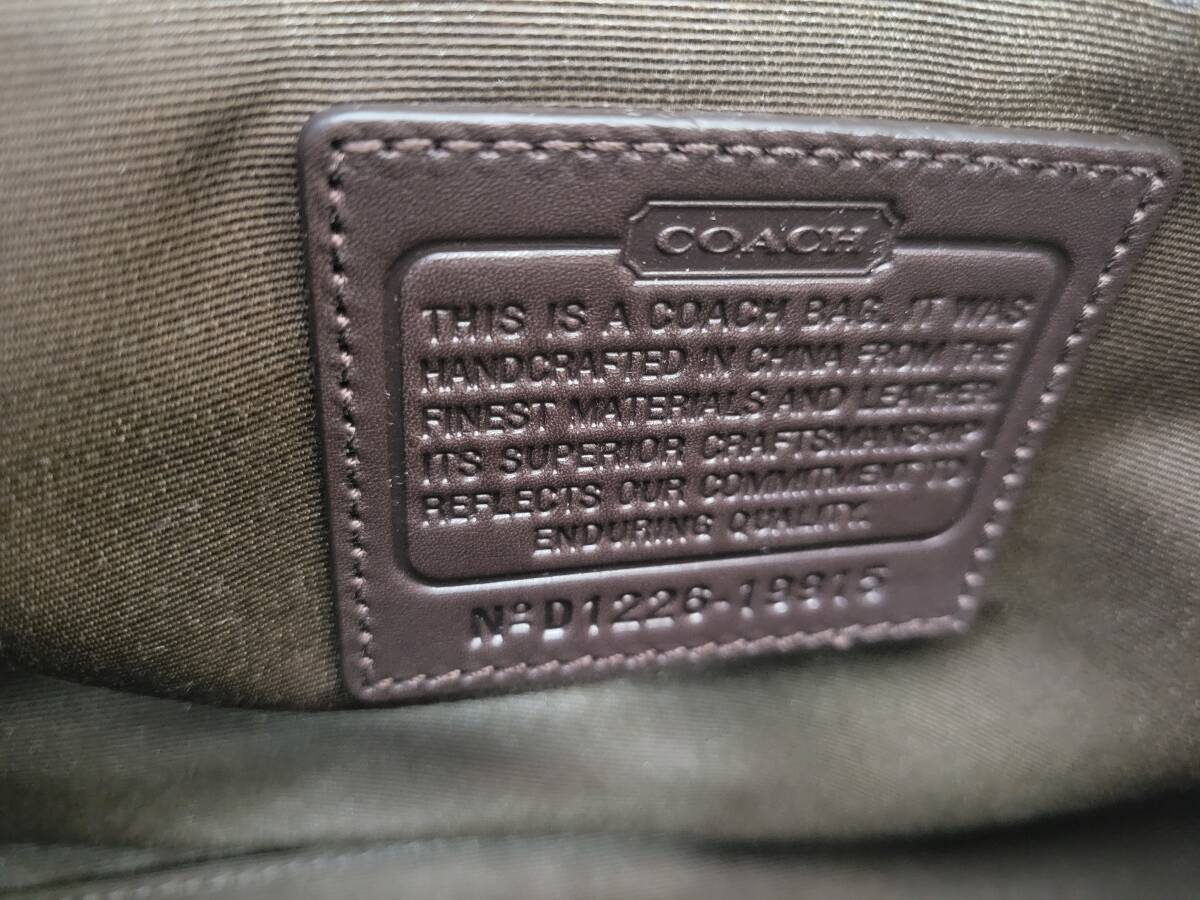 COACH
THIS IS A COACH BAG. IT WAS
HANDCRAFTED IN CHINA FROM THE
FINEST MATERIALS AND LEATHER.
ITS SUPERIOR CRAFTSMANSHIP
REFLECTS OUR COMMITMENT TO
ENDURING QUALITY.
Nº D1226-19915